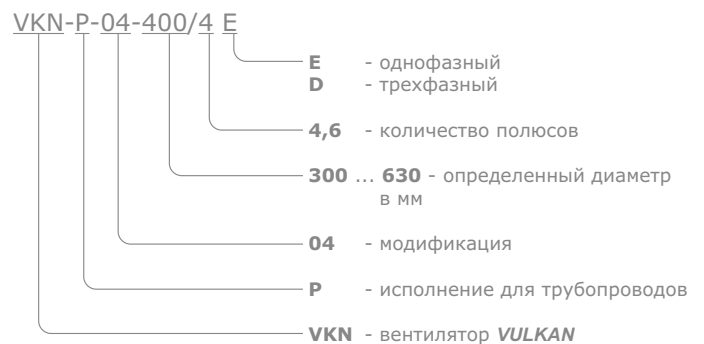 VKN-P-04-400/4 E
E - однофазный
D - трехфазный
4,6 - количество полюсов
300 ... 630 - определенный диаметр
в мм
04 - модификация
P - исполнение для трубопроводов
VKN - вентилятор VULKAN